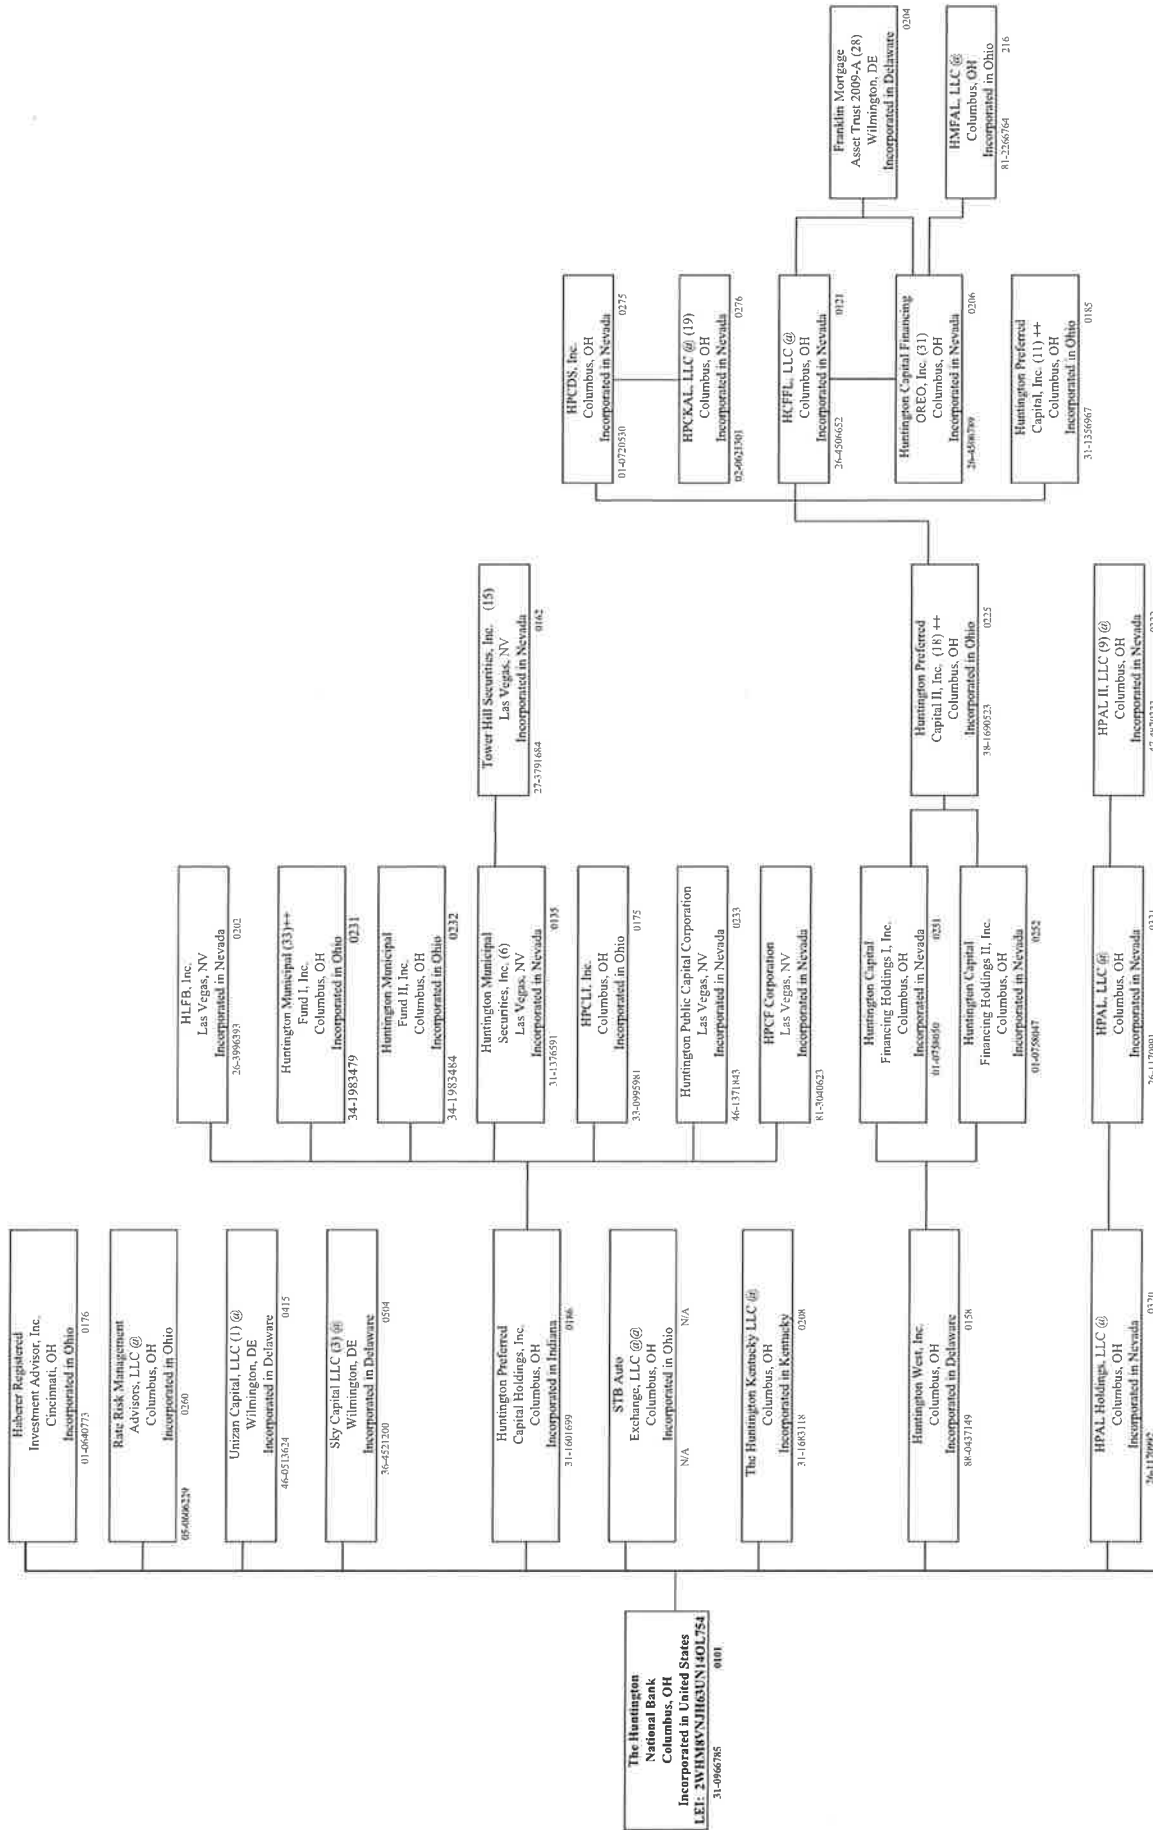 The Huntington
National Bank
Columbus, OH
Incorporated in United States
LEI: 2WHM8VNJH63UN14OL754
31-0966785 0101
Haberer Registered
Investment Advisor, Inc.
Cincinnati, OH
Incorporated in Ohio
01-0640773 0176
Rate Risk Management
Advisors, LLC @
Columbus, OH
Incorporated in Ohio
05-0606229 0260
Unizan Capital, LLC (1) @
Wilmington, DE
Incorporated in Delaware
46-0513624 0415
Sky Capital LLC (3) @
Wilmington, DE
Incorporated in Delaware
36-4521200 0504
Huntington Preferred
Capital Holdings, Inc.
Columbus, OH
Incorporated in Indiana
31-1601699 0186
STB Auto
Exchange, LLC @@
Columbus, OH
Incorporated in Ohio
N/A N/A
The Huntington Kentucky LLC @
Columbus, OH
Incorporated in Kentucky
31-1683118 0208
Huntington West, Inc.
Columbus, OH
Incorporated in Delaware
88-0437149 0158
HPAL Holdings, LLC @
Columbus, OH
Incorporated in Nevada
HLFB, Inc.
Las Vegas, NV
Incorporated in Nevada
26-3996393 0202
Huntington Municipal (33)++
Fund I, Inc.
Columbus, OH
Incorporated in Ohio
34-1983479 0231
Huntington Municipal
Fund II, Inc.
Columbus, OH
Incorporated in Ohio
34-1983484 0232
Huntington Municipal
Securities, Inc. (6)
Las Vegas, NV
Incorporated in Nevada
31-1376591 0135
HPCLI, Inc.
Columbus, OH
Incorporated in Ohio
33-0995981 0175
Huntington Public Capital Corporation
Las Vegas, NV
Incorporated in Nevada
46-1371843 0233
HPCF Corporation
Las Vegas, NV
Incorporated in Nevada
81-3040623
Huntington Capital
Financing Holdings I, Inc.
Columbus, OH
Incorporated in Nevada
01-0758050 0251
Huntington Capital
Financing Holdings II, Inc.
Columbus, OH
Incorporated in Nevada
01-0758047 0252
HPAL, LLC @
Columbus, OH
Incorporated in Nevada
Tower Hill Securities, Inc. (15)
Las Vegas, NV
Incorporated in Nevada
27-3791684 0162
Huntington Preferred
Capital II, Inc. (18) ++
Columbus, OH
Incorporated in Ohio
38-1690523 0225
HPAL II, LLC (9) @
Columbus, OH
Incorporated in Nevada
HPCDS, Inc.
Columbus, OH
Incorporated in Nevada
01-0720530 0275
HPCKAL, LLC @ (19)
Columbus, OH
Incorporated in Nevada
02-0621301 0276
HCFFL, LLC @
Columbus, OH
Incorporated in Nevada
26-4506652 0121
Huntington Capital Financing
OREO, Inc. (31)
Columbus, OH
Incorporated in Nevada
26-4506789 0206
Huntington Preferred
Capital, Inc. (11) ++
Columbus, OH
Incorporated in Ohio
31-1356967 0185
Franklin Mortgage
Asset Trust 2009-A (28)
Wilmington, DE
Incorporated in Delaware
0204
HMFAL, LLC @
Columbus, OH
Incorporated in Ohio
81-2266764 216